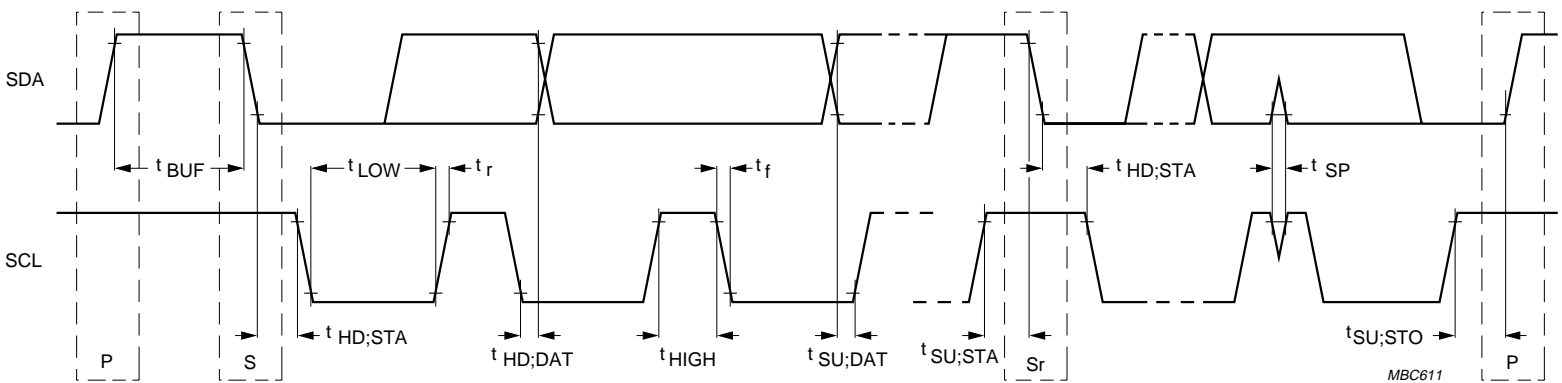 SDA
t BUF
t LOW
t r
t f
t HD;STA
t SP
SCL
t HD;STA
t HD;DAT
t HIGH
t SU;DAT
t SU;STA
t SU;STO
P
S
Sr
P
MBC611